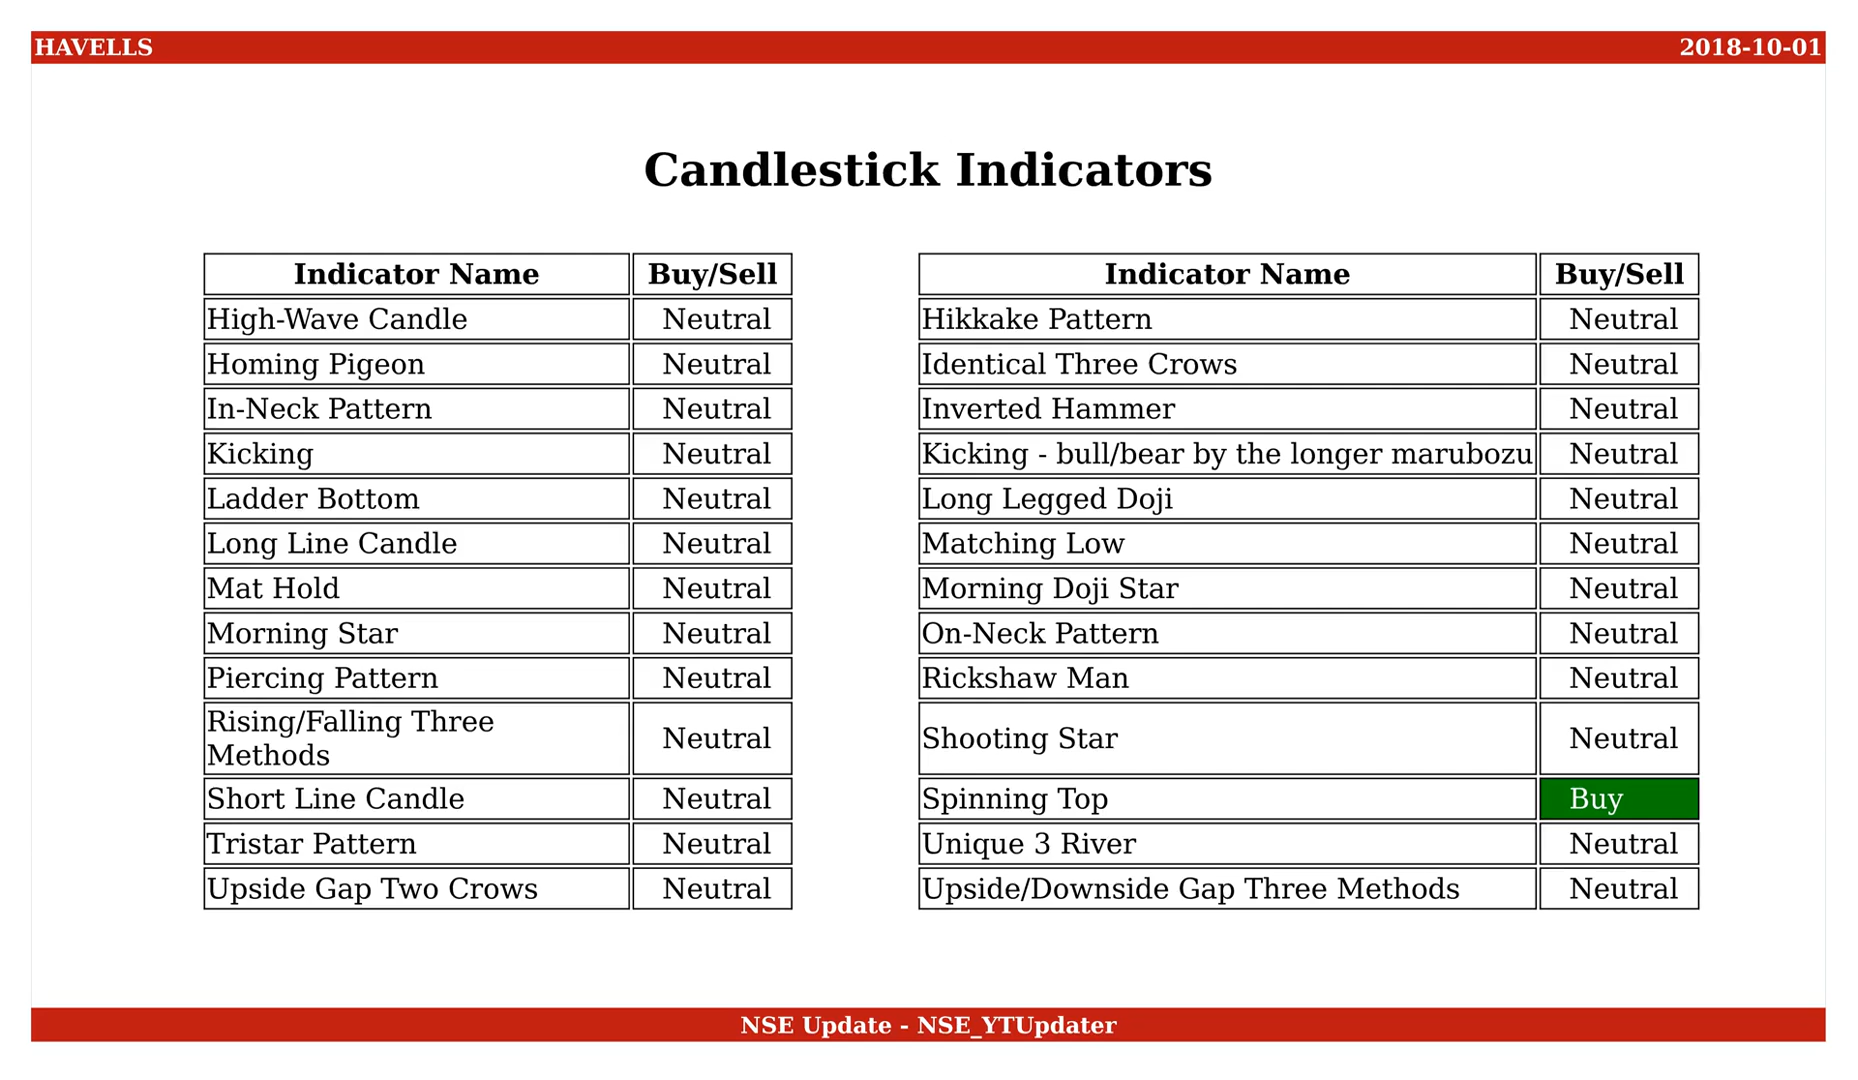 HAVELLS 2018-10-01
Candlestick Indicators
Indicator Name Buy/Sell
High-Wave Candle Neutral
Homing Pigeon Neutral
In-Neck Pattern Neutral
Kicking Neutral
Ladder Bottom Neutral
Long Line Candle Neutral
Mat Hold Neutral
Morning Star Neutral
Piercing Pattern Neutral
Rising/Falling Three
Methods Neutral
Short Line Candle Neutral
Tristar Pattern Neutral
Upside Gap Two Crows Neutral
Indicator Name Buy/Sell
Hikkake Pattern Neutral
Identical Three Crows Neutral
Inverted Hammer Neutral
Kicking - bull/bear by the longer marubozu Neutral
Long Legged Doji Neutral
Matching Low Neutral
Morning Doji Star Neutral
On-Neck Pattern Neutral
Rickshaw Man Neutral
Shooting Star Neutral
Spinning Top Buy
Unique 3 River Neutral
Upside/Downside Gap Three Methods Neutral
NSE Update - NSE_YTUpdater